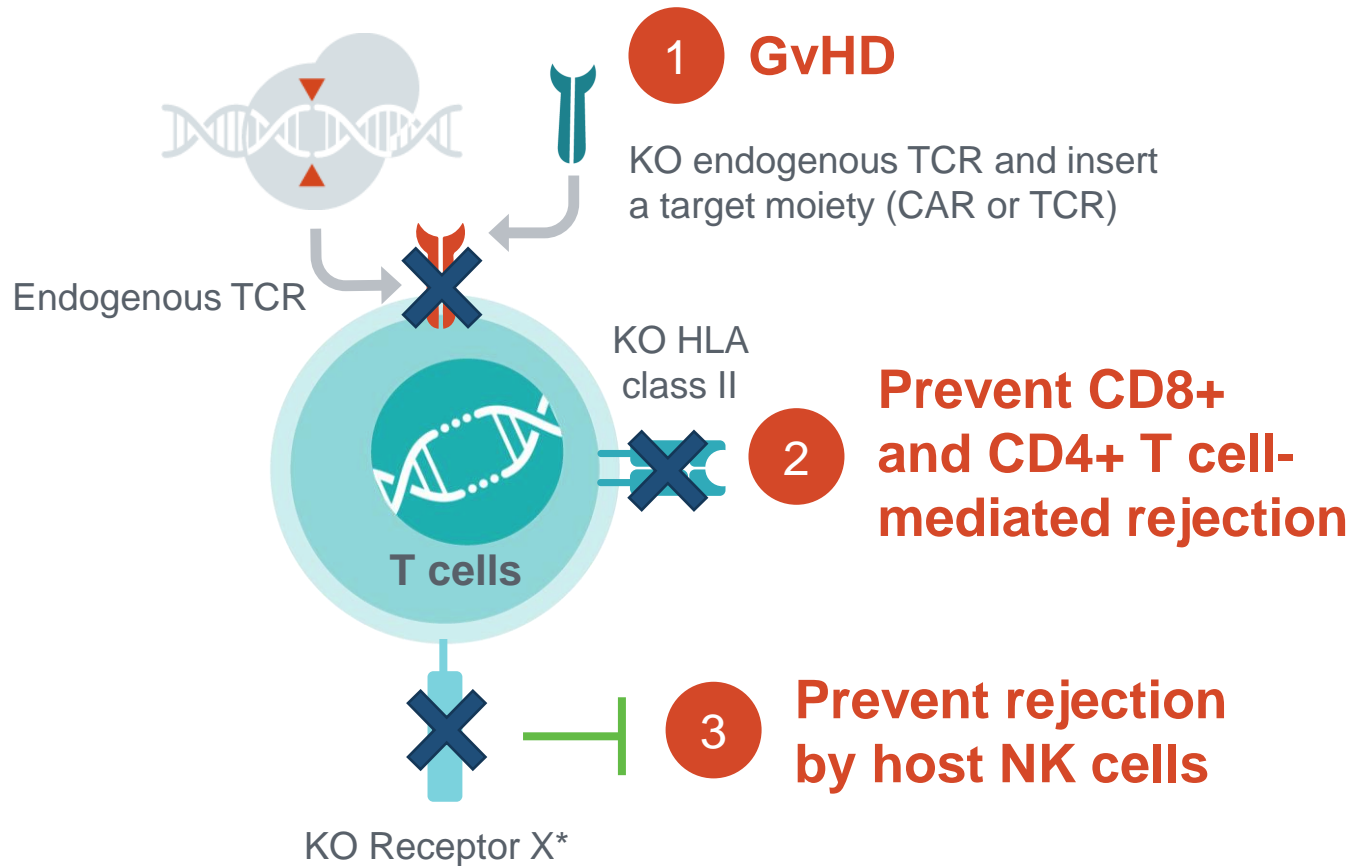 1
GvHD
KO endogenous TCR and insert
a target moiety (CAR or TCR)
Endogenous TCR
KO HLA
class II
2
Prevent CD8+
and CD4+ T cell-
mediated rejection
T cells
3
Prevent rejection
by host NK cells
KO Receptor X*